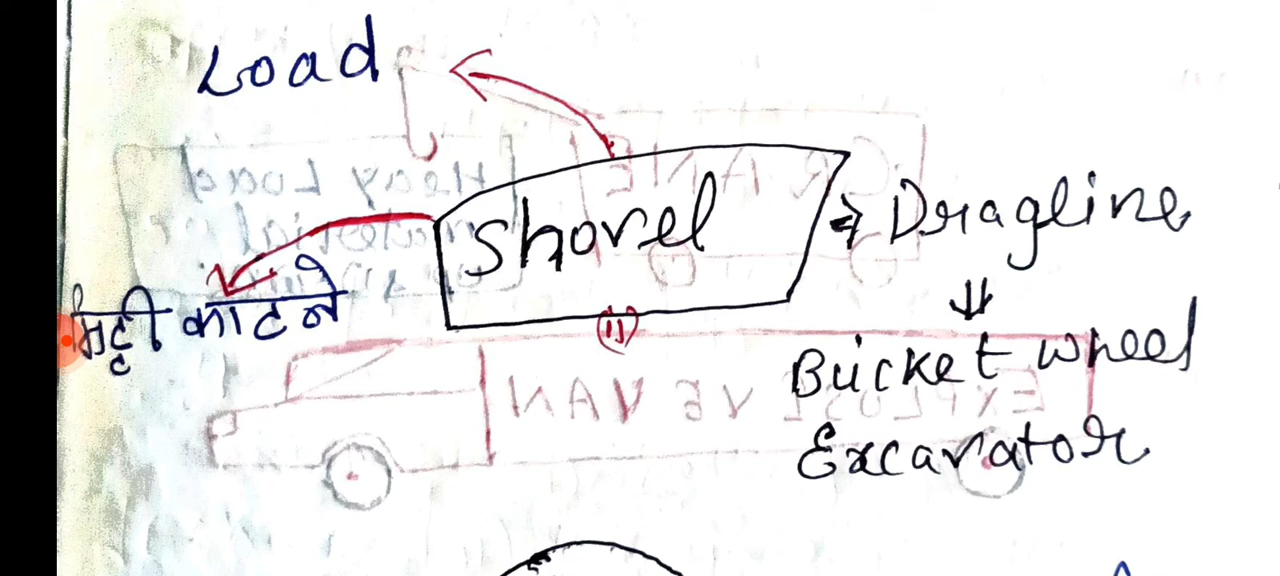 Load
Shovel
⇒ Dragline
मिट्टी काटने
⇓
Bucket wheel
Excavator